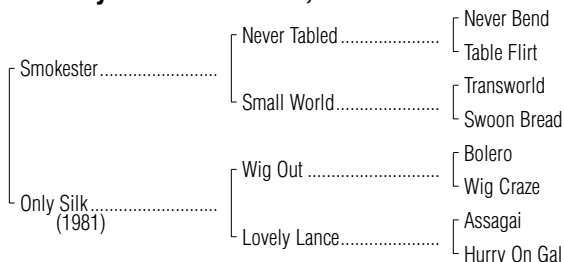 Never Bend
Never Tabled
Table Flirt
Smokester
Transworld
Small World
Swoon Bread
Bolero
Wig Out
Wig Craze
Only Silk
(1981)
Assagai
Lovely Lance
Hurry On Gal